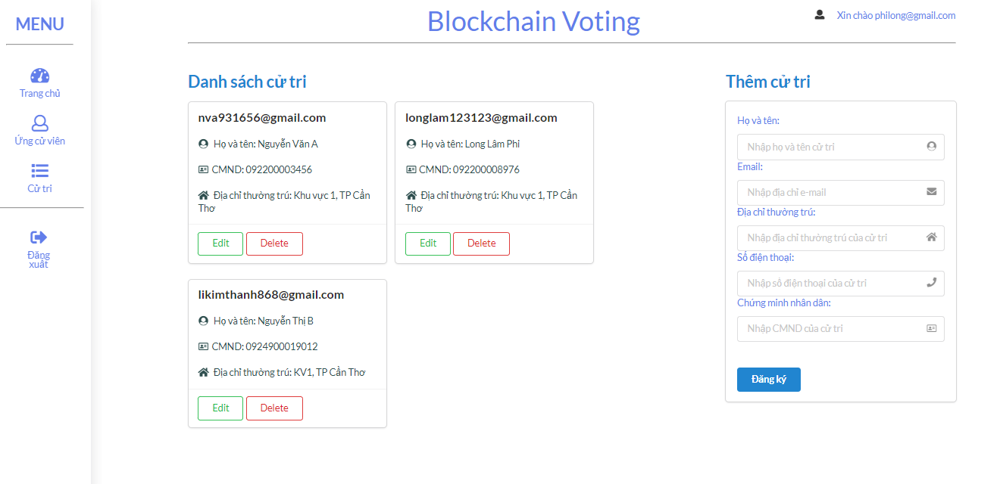 MENU
Trang chủ
Ứng cử viên
Cử tri
Đăng
xuất
Blockchain Voting
Xin chào philong@gmail.com
Danh sách cử tri
nva931656@gmail.com
Họ và tên: Nguyễn Văn A
CMND: 092200003456
Địa chỉ thường trú: Khu vực 1, TP Cần
Thơ
Edit
Delete
longlam123123@gmail.com
Họ và tên: Long Lâm Phi
CMND: 092200008976
Địa chỉ thường trú: Khu vực 1, TP Cần
Thơ
Edit
Delete
likimthanh868@gmail.com
Họ và tên: Nguyễn Thị B
CMND: 0924900019012
Địa chỉ thường trú: KV1, TP Cần Thơ
Edit
Delete
Thêm cử tri
Họ và tên:
Nhập họ và tên cử tri
Email:
Nhập địa chỉ e-mail
Địa chỉ thường trú:
Nhập địa chỉ thường trú của cử tri
Số điện thoại:
Nhập số điện thoại của cử tri
Chứng minh nhân dân:
Nhập CMND của cử tri
Đăng ký